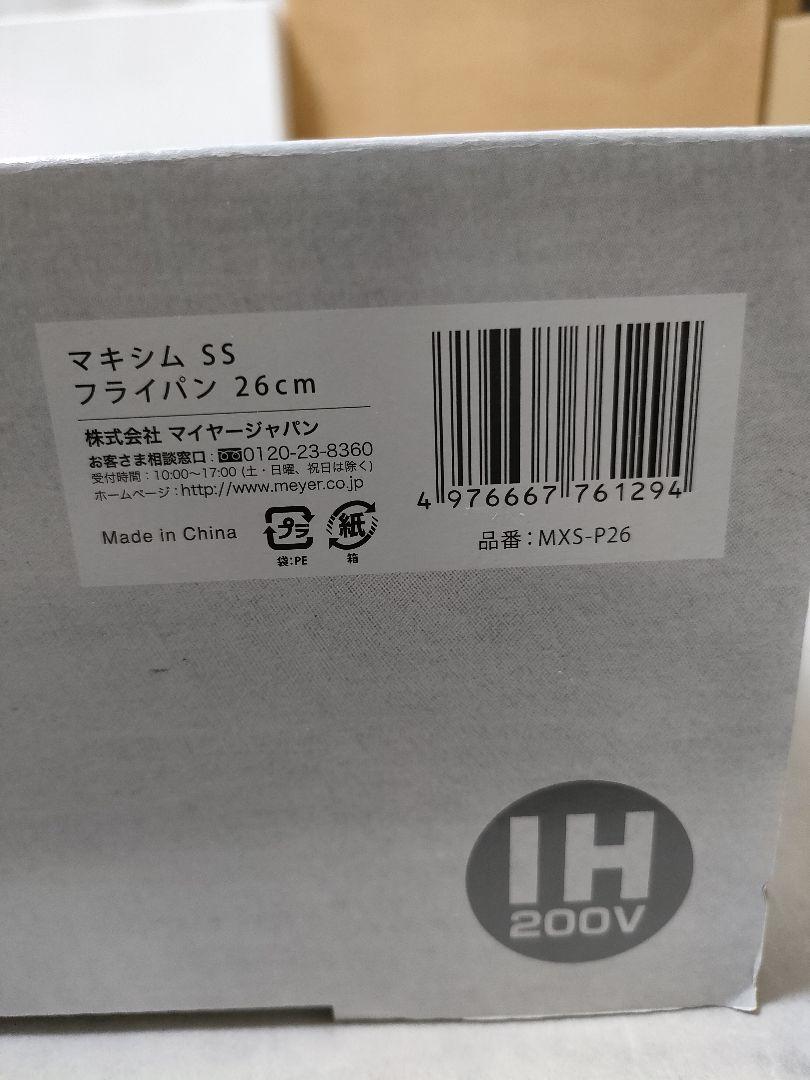 マキシム SS
フライパン 26cm
株式会社 マイヤージャパン
お客さま相談窓口:0120-23-8360
受付時間:10:00〜17:00 (土・日曜、祝日は除く)
ホームページ:http://www.meyer.co.jp
Made in China
プラ
袋:PE
紙
箱
4 976667 761294
品番:MXS-P26
IH
200V